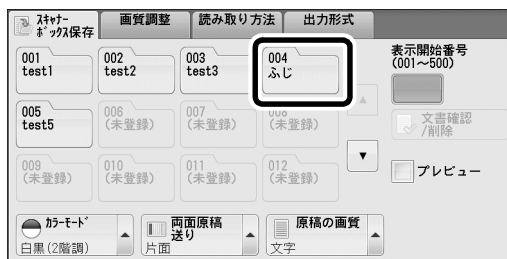 スキャナー
ボックス保存
画質調整
読み取り方法
出力形式
001
test1
002
test2
003
test3
004
ふじ
表示開始番号
(001～500)
005
test5
006
(未登録)
007
(未登録)
008
(未登録)
文書確認
/削除
009
(未登録)
010
(未登録)
011
(未登録)
012
(未登録)
プレビュー
カラーモード
白黒(2階調)
両面原稿
送り
片面
原稿の画質
文字